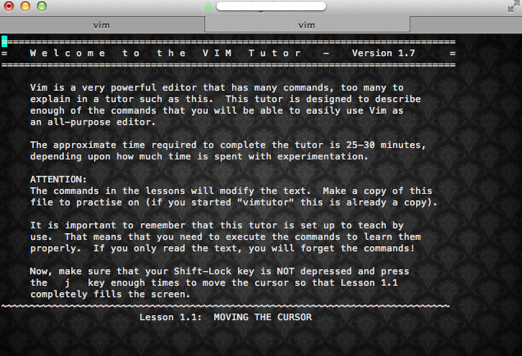 vim
vim
===============================================================================
=    W e l c o m e   t o   t h e   V I M   T u t o r    -    Version 1.7      =
===============================================================================
Vim is a very powerful editor that has many commands, too many to
explain in a tutor such as this.  This tutor is designed to describe
enough of the commands that you will be able to easily use Vim as
an all-purpose editor.
The approximate time required to complete the tutor is 25-30 minutes,
depending upon how much time is spent with experimentation.
ATTENTION:
The commands in the lessons will modify the text.  Make a copy of this
file to practise on (if you started "vimtutor" this is already a copy).
It is important to remember that this tutor is set up to teach by
use.  That means that you need to execute the commands to learn them
properly.  If you only read the text, you will forget the commands!
Now, make sure that your Shift-Lock key is NOT depressed and press
the   j   key enough times to move the cursor so that Lesson 1.1
completely fills the screen.
~~~~~~~~~~~~~~~~~~~~~~~~~~~~~~~~~~~~~~~~~~~~~~~~~~~~~~~~~~~~~~~~~~~~~~~~~~~~~~
Lesson 1.1:  MOVING THE CURSOR